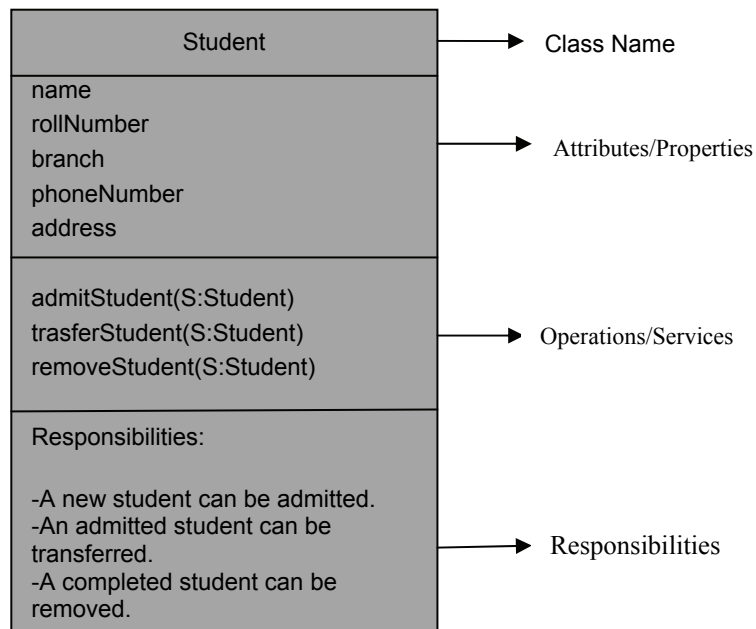 Student
Class Name
name
rollNumber
branch
phoneNumber
address
Attributes/Properties
admitStudent(S:Student)
trasferStudent(S:Student)
removeStudent(S:Student)
Operations/Services
Responsibilities:
-A new student can be admitted.
-An admitted student can be
transferred.
-A completed student can be
removed.
Responsibilities